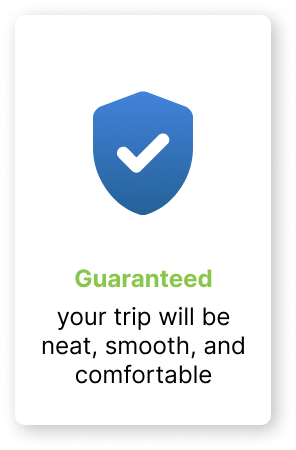 Guaranteed
your trip will be
neat, smooth, and
comfortable